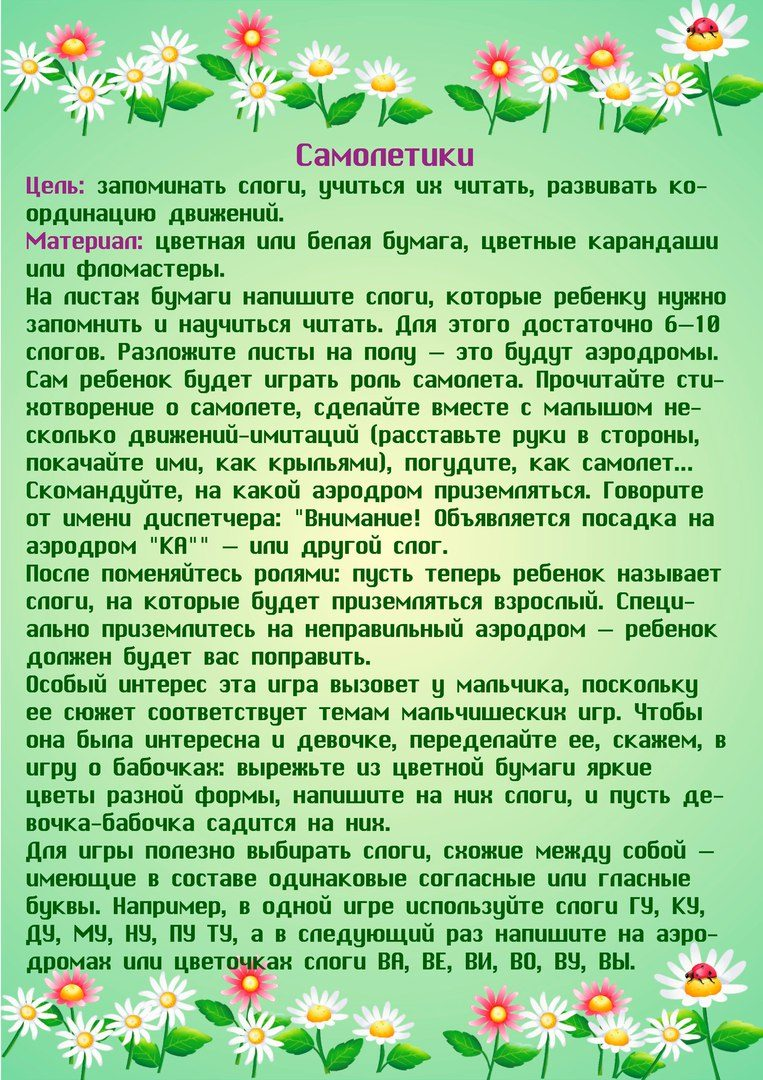 Самолетики
Цель: запоминать слоги, учиться их читать, развивать ко-
ординацию движений.
Материал: цветная или белая бумага, цветные карандаши
или фломастеры.
На листах бумаги напишите слоги, которые ребенку нужно
запомнить и научиться читать. Для этого достаточно 6–10
слогов. Разложите листы на полу – это будут аэродромы.
Сам ребенок будет играть роль самолета. Прочитайте сти-
хотворение о самолете, сделайте вместе с малышом не-
сколько движений-имитаций (расставьте руки в стороны,
покачайте ими, как крыльями), погудите, как самолет...
Скомандуйте, на какой аэродром приземляться. Говорите
от имени диспетчера: "Внимание! Объявляется посадка на
аэродром "КА"" – или другой слог.
После поменяйтесь ролями: пусть теперь ребенок называет
слоги, на которые будет приземляться взрослый. Специ-
ально приземлитесь на неправильный аэродром – ребенок
должен будет вас поправить.
Особый интерес эта игра вызовет у мальчика, поскольку
ее сюжет соответствует темам мальчишеских игр. Чтобы
она была интересна и девочке, переделайте ее, скажем, в
игру о бабочках: вырежьте из цветной бумаги яркие
цветы разной формы, напишите на них слоги, и пусть де-
вочка-бабочка садится на них.
Для игры полезно выбирать слоги, схожие между собой –
имеющие в составе одинаковые согласные или гласные
буквы. Например, в одной игре используйте слоги ГУ, КУ,
ДУ, МУ, НУ, ПУ ТУ, а в следующий раз напишите на аэро-
дромах или цветочках слоги ВА, ВЕ, ВИ, ВО, ВУ, ВЫ.